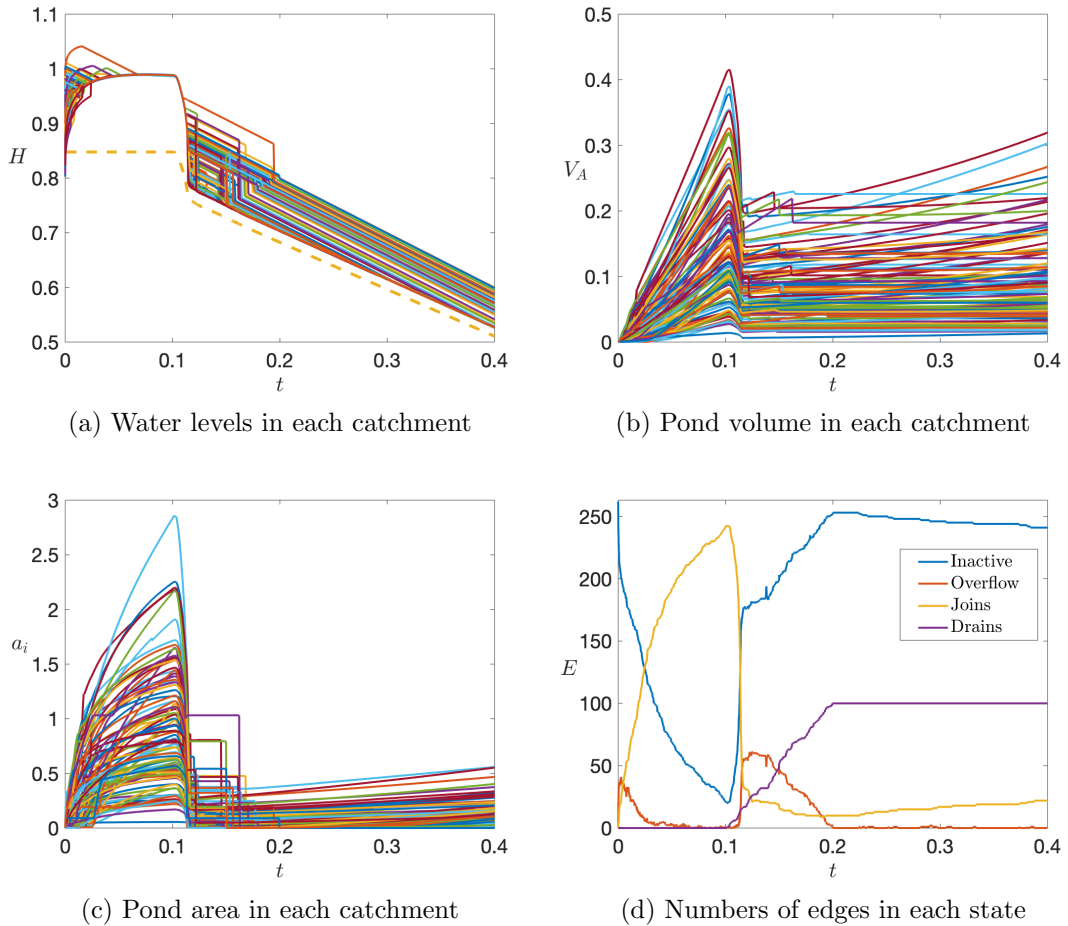 1.1
1
0.9
0.8
0.7
0.6
0.5
H
0 0.1 0.2 0.3 0.4
t
(a) Water levels in each catchment
0.5
0.4
0.3
0.2
0.1
0
V_A
0 0.1 0.2 0.3 0.4
t
(b) Pond volume in each catchment
3
2.5
2
1.5
1
0.5
0
a_i
0 0.1 0.2 0.3 0.4
t
(c) Pond area in each catchment
250
200
150
100
50
0
E
Inactive
Overflow
Joins
Drains
0 0.1 0.2 0.3 0.4
t
(d) Numbers of edges in each state